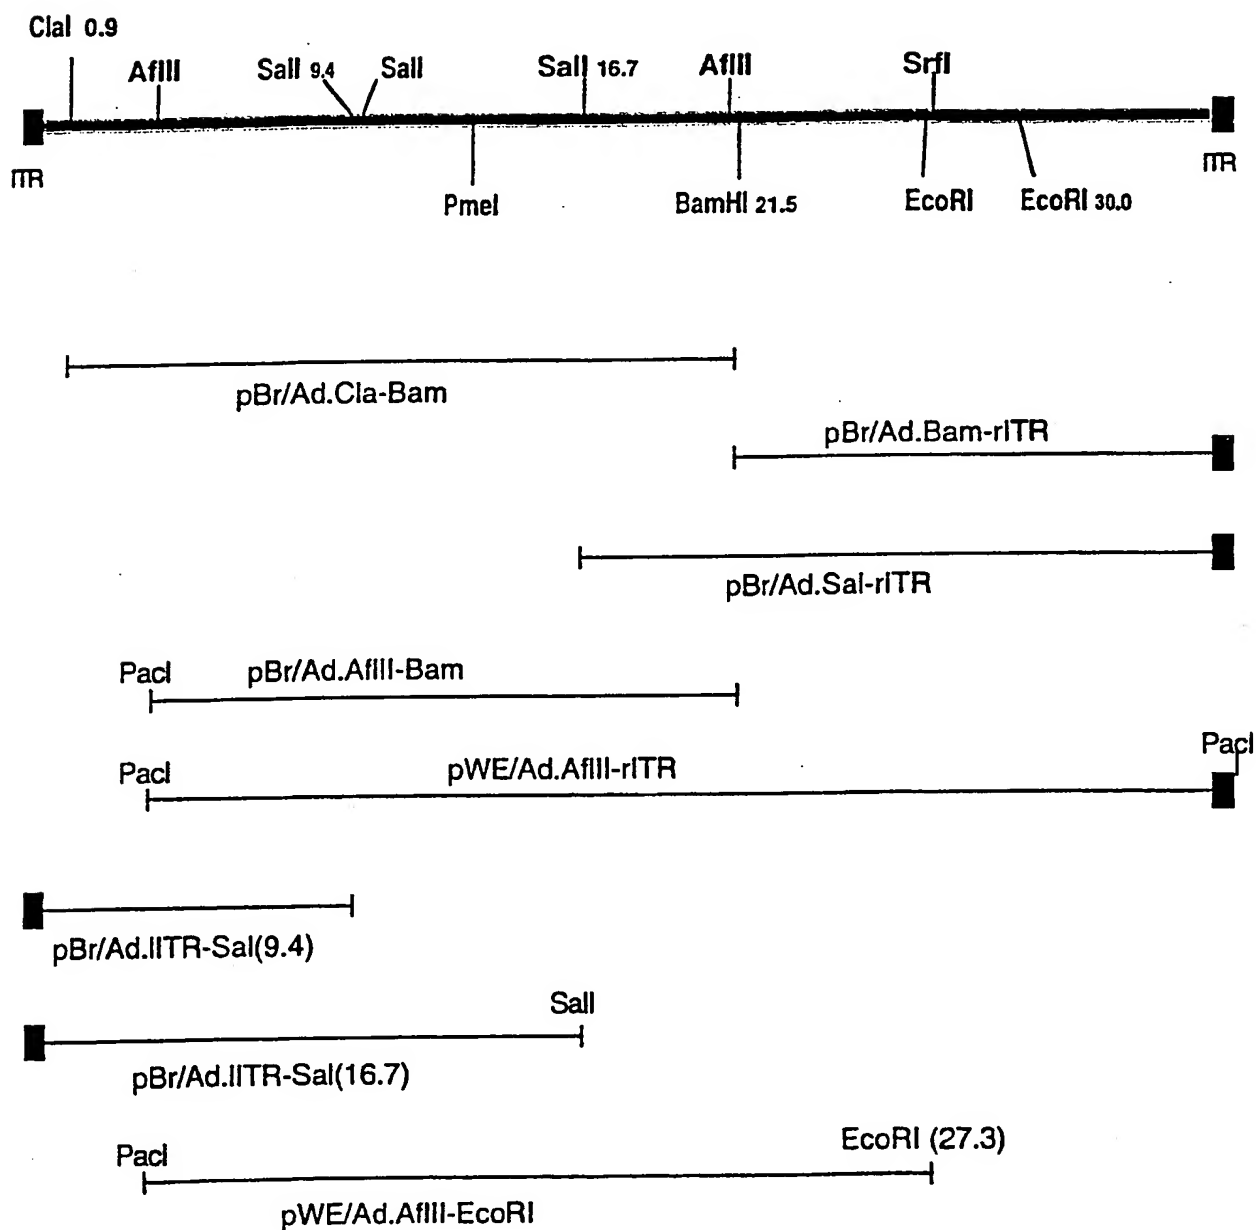 ClaI 0.9
AflII SalI 9.4 SalI SalI 16.7 AflII SrfI
ITR ITR
PmeI BamHI 21.5 EcoRI EcoRI 30.0
pBr/Ad.Cla-Bam
pBr/Ad.Bam-rITR
pBr/Ad.Sal-rITR
PacI pBr/Ad.AflII-Bam
PacI pWE/Ad.AflII-rITR PacI
pBr/Ad.lITR-Sal(9.4)
SalI
pBr/Ad.lITR-Sal(16.7)
PacI EcoRI (27.3)
pWE/Ad.AflII-EcoRI